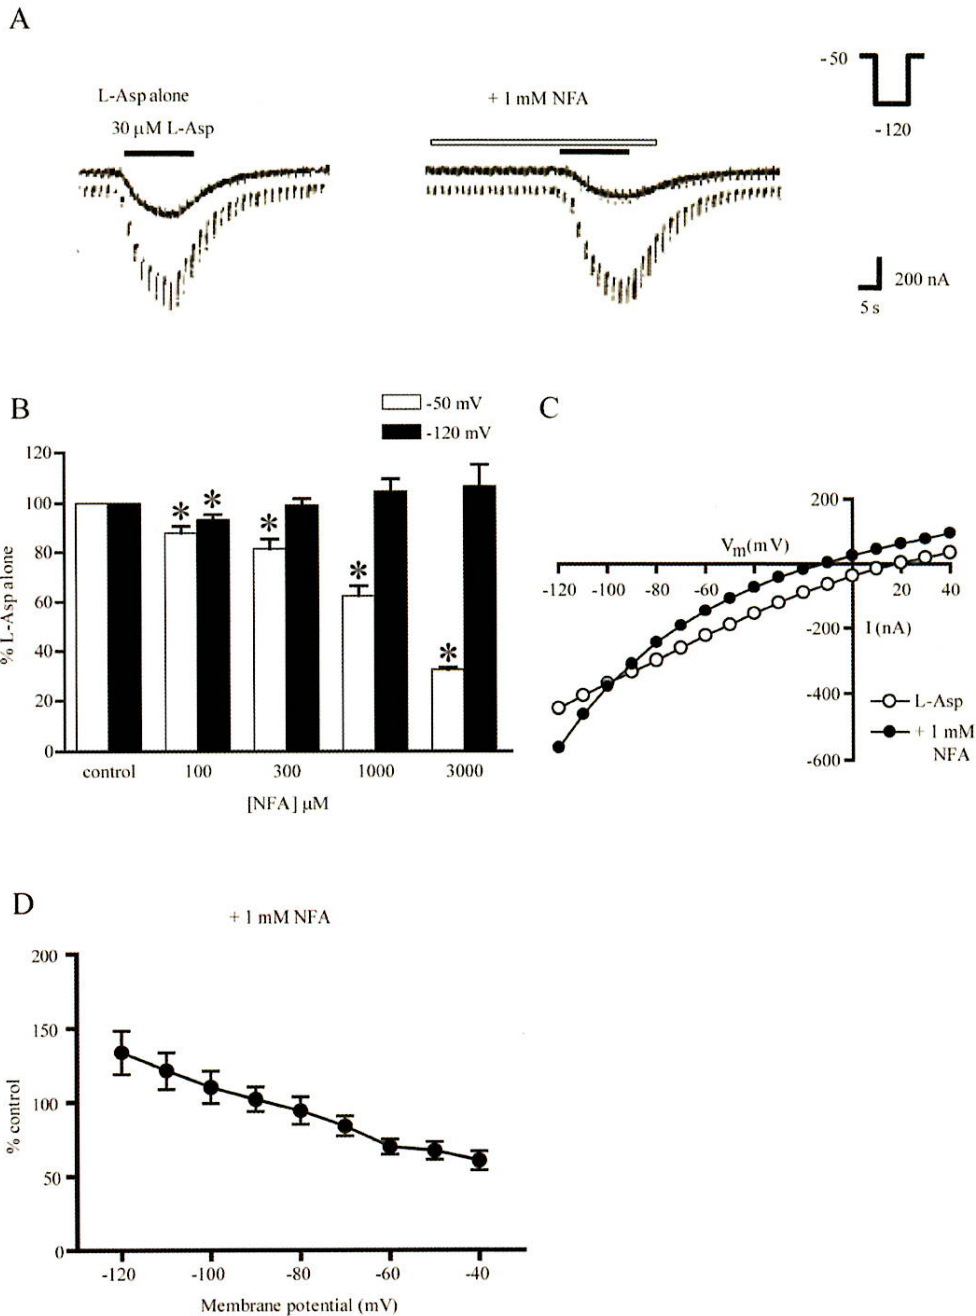 A
L-Asp alone
30 μM L-Asp
+ 1 mM NFA
-50
-120
200 nA
5 s
B
-50 mV
-120 mV
120
100
80
60
40
20
0
% L-Asp alone
* * * * *
control 100 300 1000 3000
[NFA] μM
C
200
Vm(mV)
-120 -100 -80 -60 -40 20 40
-200
-400
-600
I (nA)
L-Asp
+ 1 mM
NFA
D
+ 1 mM NFA
200
150
100
50
0
% control
-120 -100 -80 -60 -40
Membrane potential (mV)